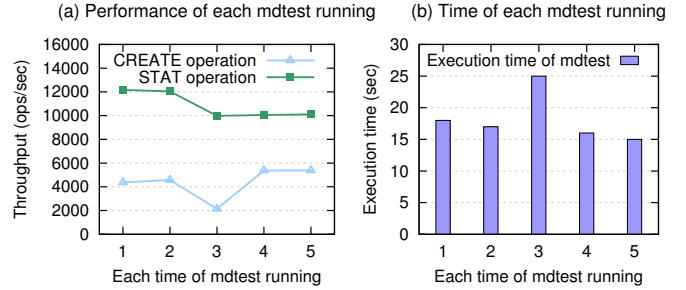 (a) Performance of each mdtest running
16000
14000
12000
10000
8000
6000
4000
2000
0
Throughput (ops/sec)
CREATE operation
STAT operation
1 2 3 4 5
Each time of mdtest running
(b) Time of each mdtest running
30
25
20
15
10
5
0
Execution time (sec)
Execution time of mdtest
1 2 3 4 5
Each time of mdtest running